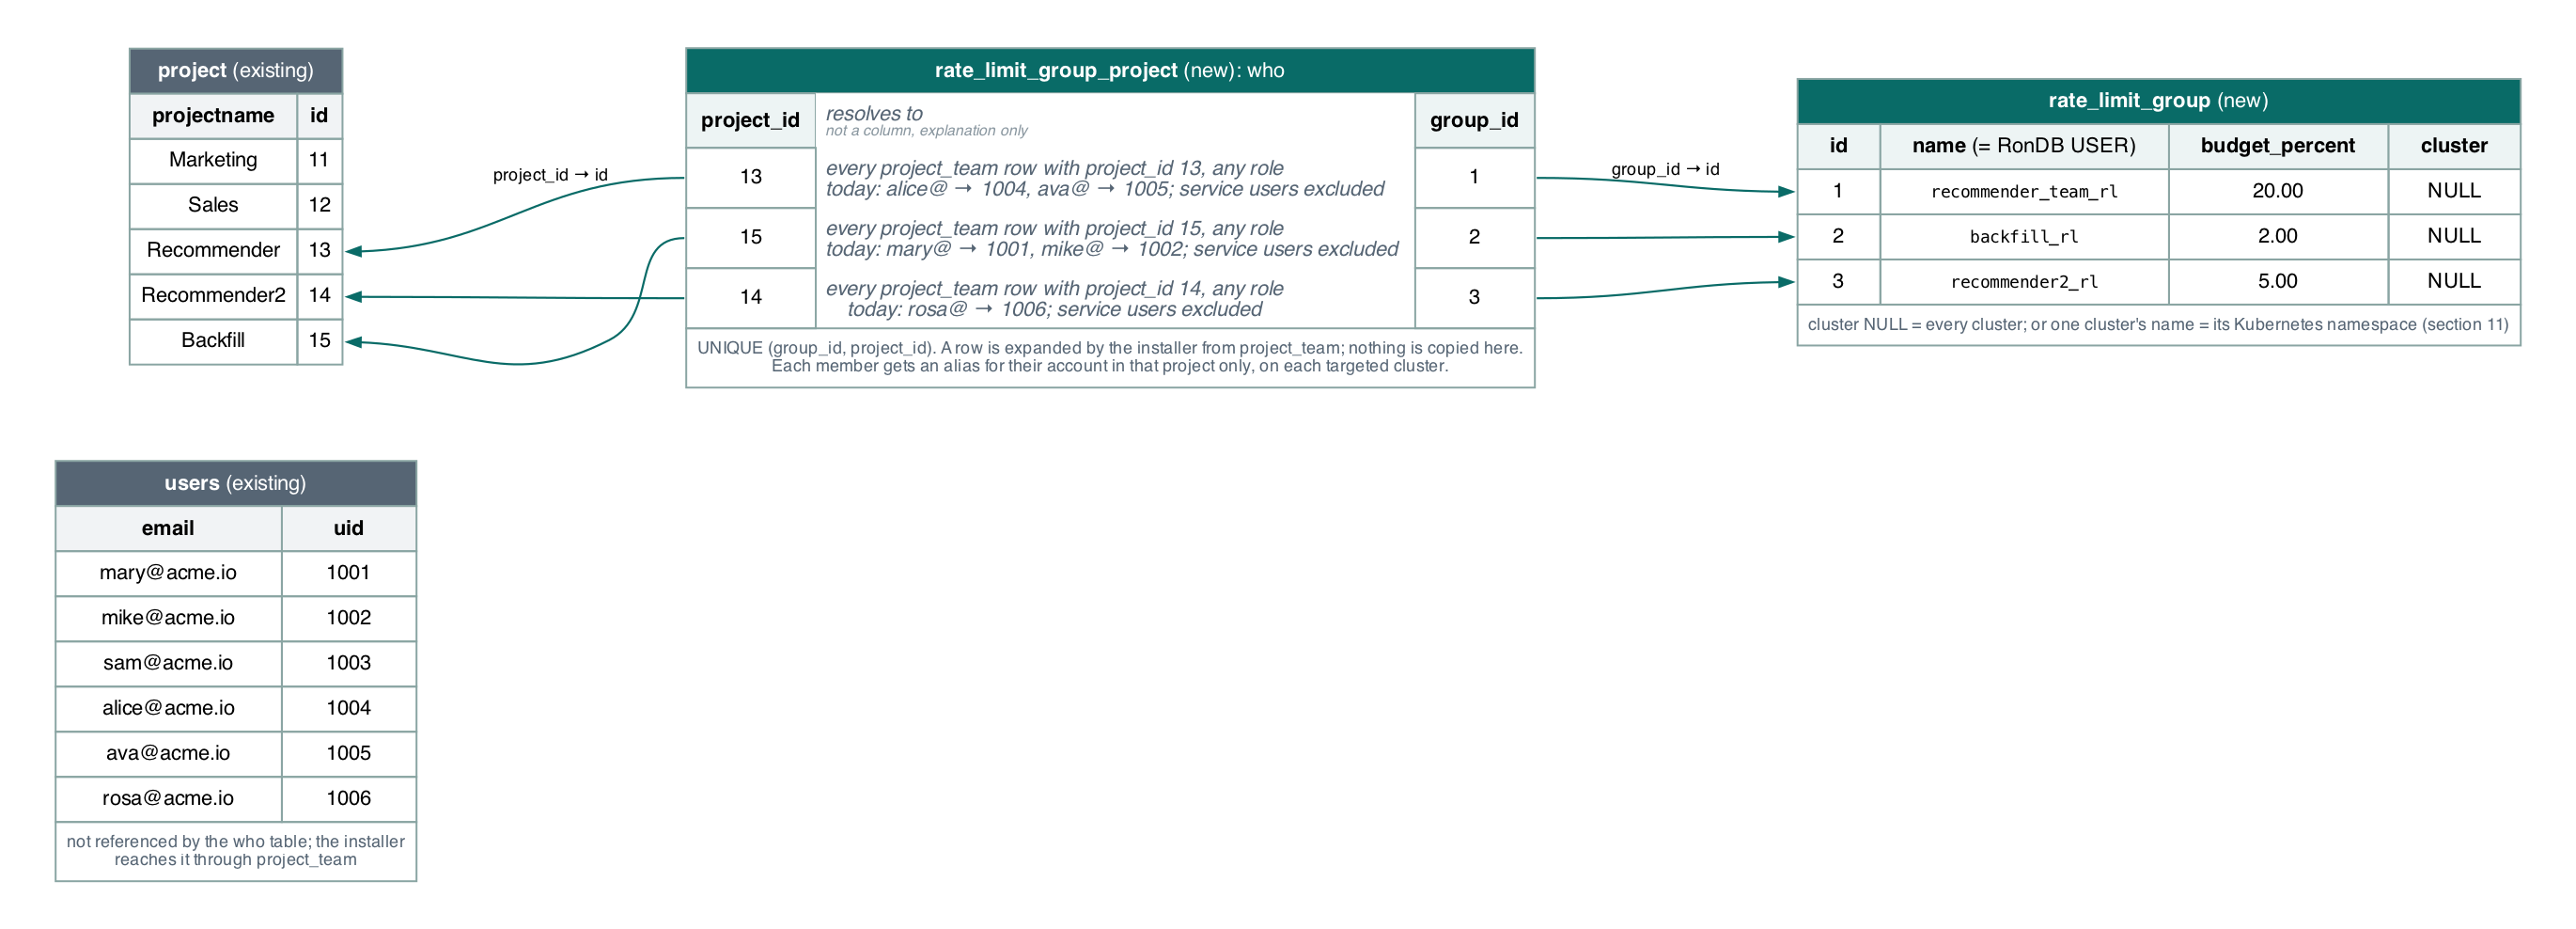 project (existing)
projectname id
Marketing 11
Sales 12
Recommender 13
Recommender2 14
Backfill 15
project_id → id
rate_limit_group_project (new): who
project_id resolves to group_id
not a column, explanation only
13 every project_team row with project_id 13, any role 1
today: alice@ → 1004, ava@ → 1005; service users excluded
15 every project_team row with project_id 15, any role 2
today: mary@ → 1001, mike@ → 1002; service users excluded
14 every project_team row with project_id 14, any role 3
today: rosa@ → 1006; service users excluded
UNIQUE (group_id, project_id). A row is expanded by the installer from project_team; nothing is copied here.
Each member gets an alias for their account in that project only, on each targeted cluster.
group_id → id
rate_limit_group (new)
id name (= RonDB USER) budget_percent cluster
1 recommender_team_rl 20.00 NULL
2 backfill_rl 2.00 NULL
3 recommender2_rl 5.00 NULL
cluster NULL = every cluster; or one cluster's name = its Kubernetes namespace (section 11)
users (existing)
email uid
mary@acme.io 1001
mike@acme.io 1002
sam@acme.io 1003
alice@acme.io 1004
ava@acme.io 1005
rosa@acme.io 1006
not referenced by the who table; the installer
reaches it through project_team